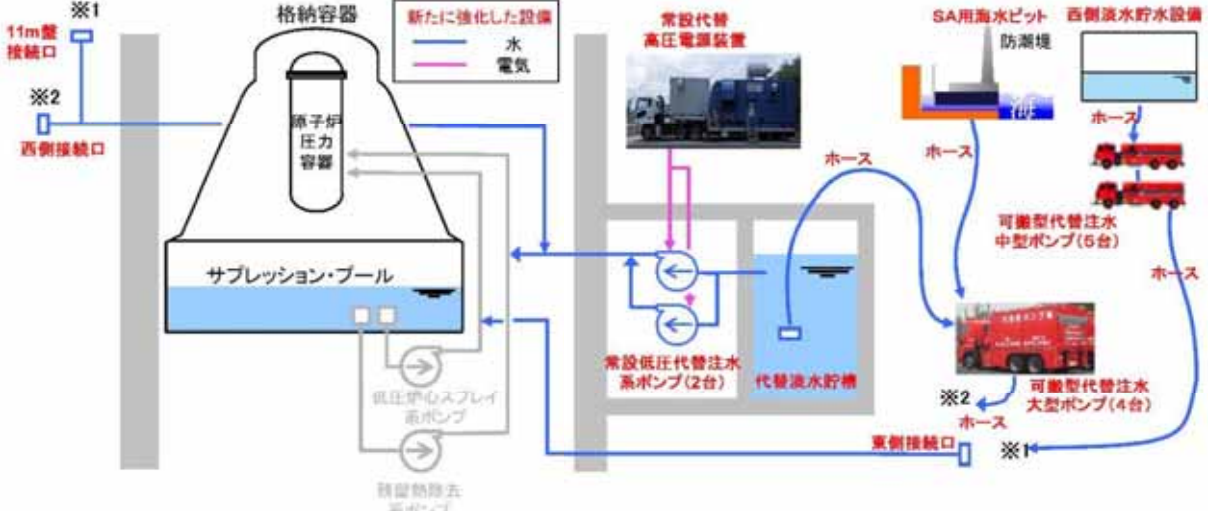 ※1
11m盤
接続口
※2
西側接続口
格納容器
原子炉
圧力
容器
サプレッション・プール
低圧炉心スプレイ
系ポンプ
残留熱除去
系ポンプ
新たに強化した設備
水
電気
常設代替
高圧電源装置
常設低圧代替注水
系ポンプ(2台)
代替淡水貯槽
ホース
SA用海水ピット
防潮堤
海
ホース
西側淡水貯水設備
ホース
可搬型代替注水
中型ポンプ(5台)
ホース
可搬型代替注水
大型ポンプ(4台)
※2
ホース
東側接続口
※1